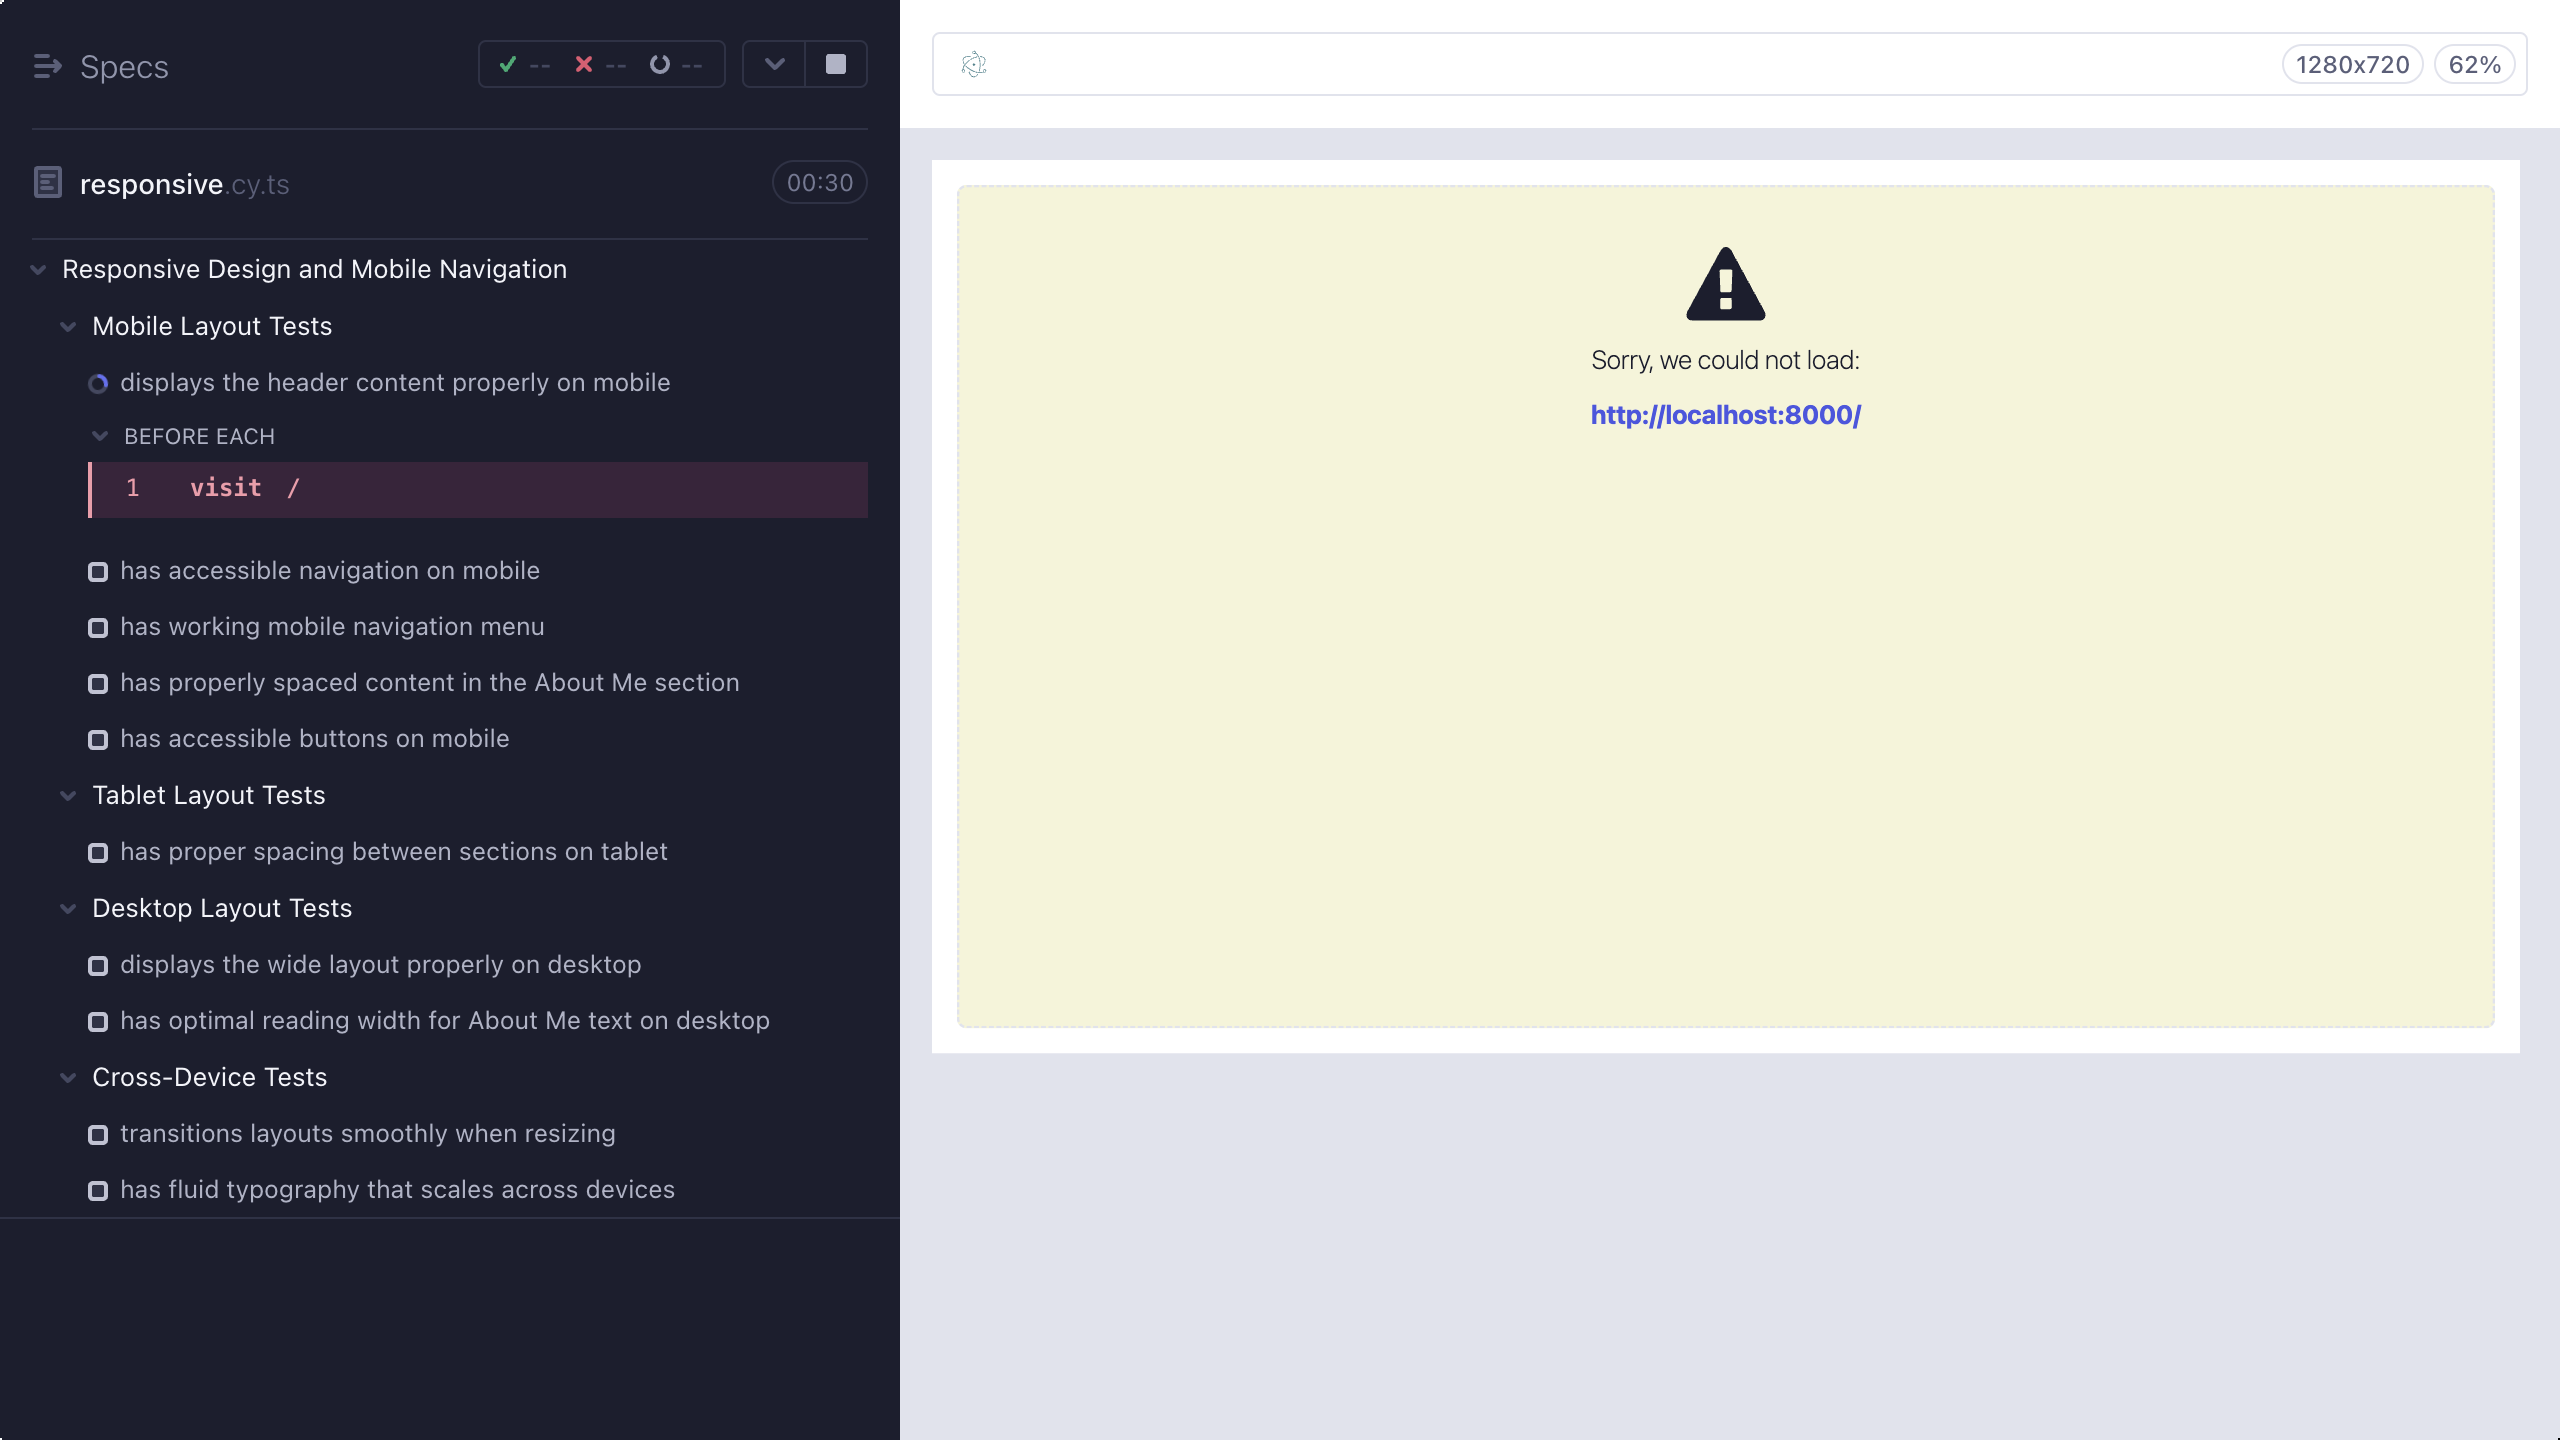 Specs
-- -- --
responsive.cy.ts
00:30
Responsive Design and Mobile Navigation
Mobile Layout Tests
displays the header content properly on mobile
BEFORE EACH
1 visit /
has accessible navigation on mobile
has working mobile navigation menu
has properly spaced content in the About Me section
has accessible buttons on mobile
Tablet Layout Tests
has proper spacing between sections on tablet
Desktop Layout Tests
displays the wide layout properly on desktop
has optimal reading width for About Me text on desktop
Cross-Device Tests
transitions layouts smoothly when resizing
has fluid typography that scales across devices
1280x720
62%
Sorry, we could not load:
http://localhost:8000/